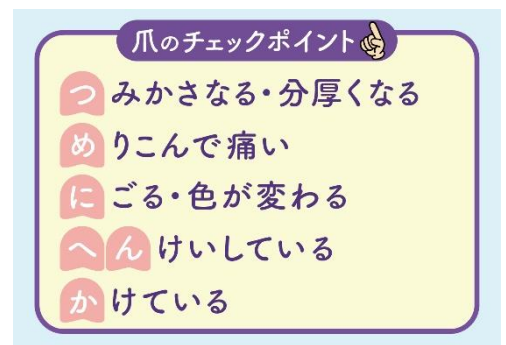 爪のチェックポイント
つみかさなる・分厚くなる
めりこんで痛い
にごる・色が変わる
へんけいしている
かけている